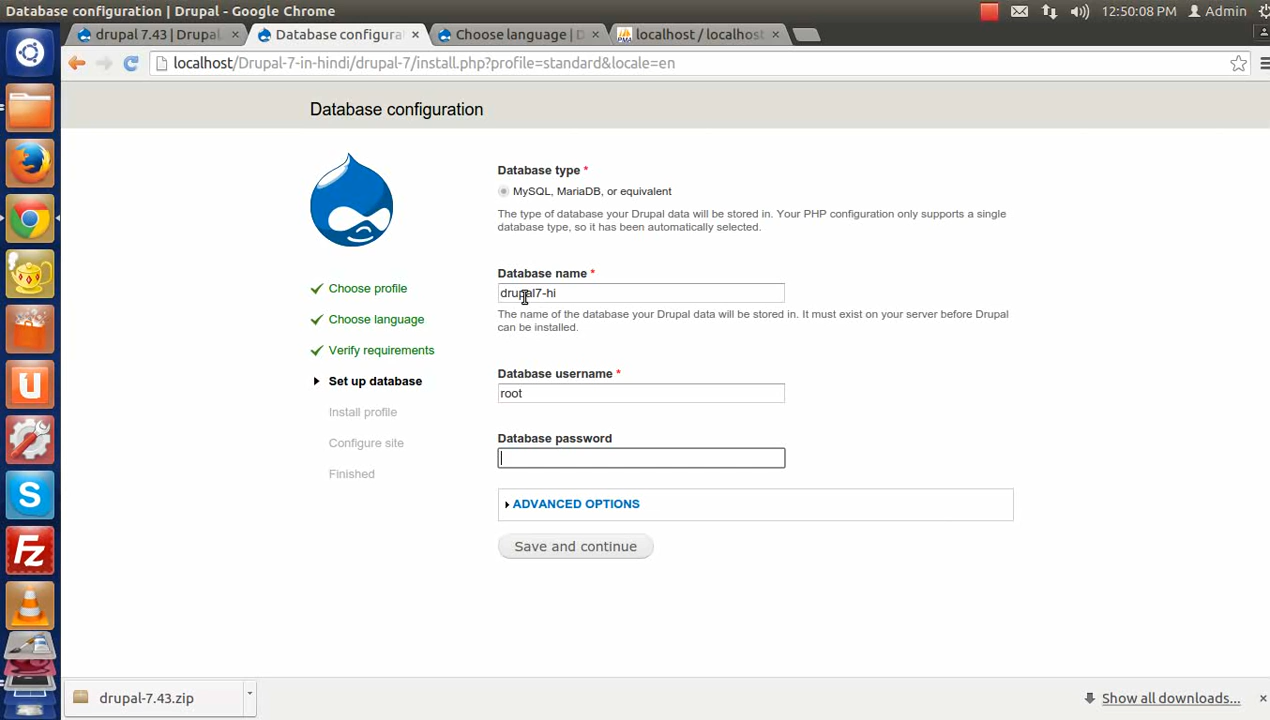 Database configuration | Drupal - Google Chrome
12:50:08 PM
Admin
drupal 7.43 | Drupal
Database configura
Choose language | D
localhost / localhost
localhost/Drupal-7-in-hindi/drupal-7/install.php?profile=standard&locale=en
Database configuration
Choose profile
Choose language
Verify requirements
Set up database
Install profile
Configure site
Finished
Database type *
MySQL, MariaDB, or equivalent
The type of database your Drupal data will be stored in. Your PHP configuration only supports a single
database type, so it has been automatically selected.
Database name *
drupal7-hi
The name of the database your Drupal data will be stored in. It must exist on your server before Drupal
can be installed.
Database username *
root
Database password
ADVANCED OPTIONS
Save and continue
drupal-7.43.zip
Show all downloads...